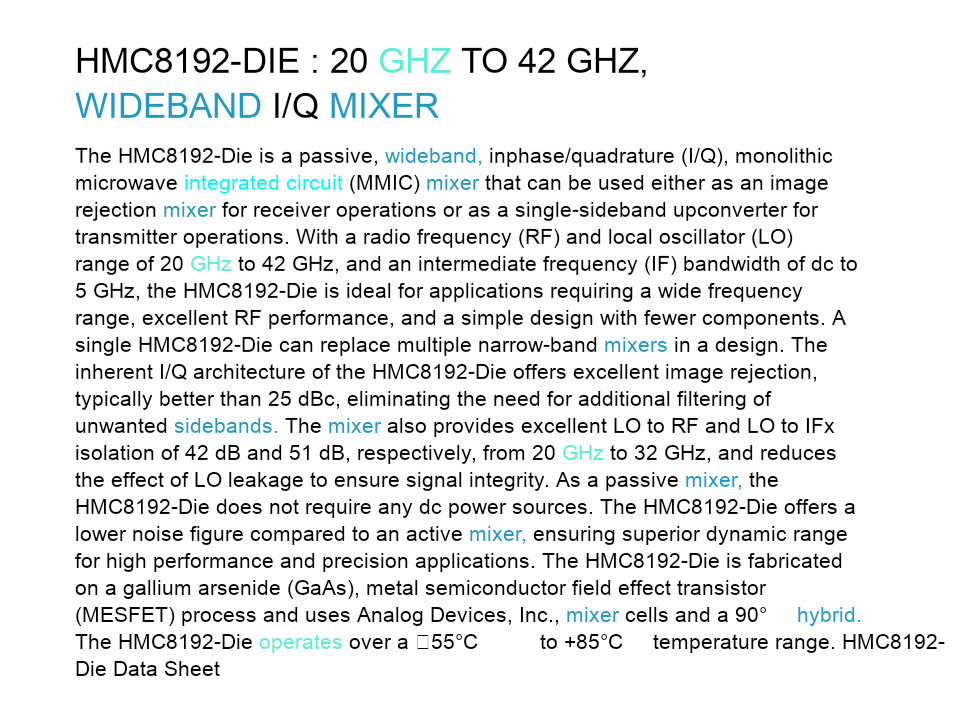 HMC8192-DIE : 20 GHZ TO 42 GHZ,
WIDEBAND I/Q MIXER
The HMC8192-Die is a passive, wideband, inphase/quadrature (I/Q), monolithic
microwave integrated circuit (MMIC) mixer that can be used either as an image
rejection mixer for receiver operations or as a single-sideband upconverter for
transmitter operations. With a radio frequency (RF) and local oscillator (LO)
range of 20 GHz to 42 GHz, and an intermediate frequency (IF) bandwidth of dc to
5 GHz, the HMC8192-Die is ideal for applications requiring a wide frequency
range, excellent RF performance, and a simple design with fewer components. A
single HMC8192-Die can replace multiple narrow-band mixers in a design. The
inherent I/Q architecture of the HMC8192-Die offers excellent image rejection,
typically better than 25 dBc, eliminating the need for additional filtering of
unwanted sidebands. The mixer also provides excellent LO to RF and LO to IFx
isolation of 42 dB and 51 dB, respectively, from 20 GHz to 32 GHz, and reduces
the effect of LO leakage to ensure signal integrity. As a passive mixer, the
HMC8192-Die does not require any dc power sources. The HMC8192-Die offers a
lower noise figure compared to an active mixer, ensuring superior dynamic range
for high performance and precision applications. The HMC8192-Die is fabricated
on a gallium arsenide (GaAs), metal semiconductor field effect transistor
(MESFET) process and uses Analog Devices, Inc., mixer cells and a 90° hybrid.
The HMC8192-Die operates over a □55°C to +85°C temperature range. HMC8192-
Die Data Sheet